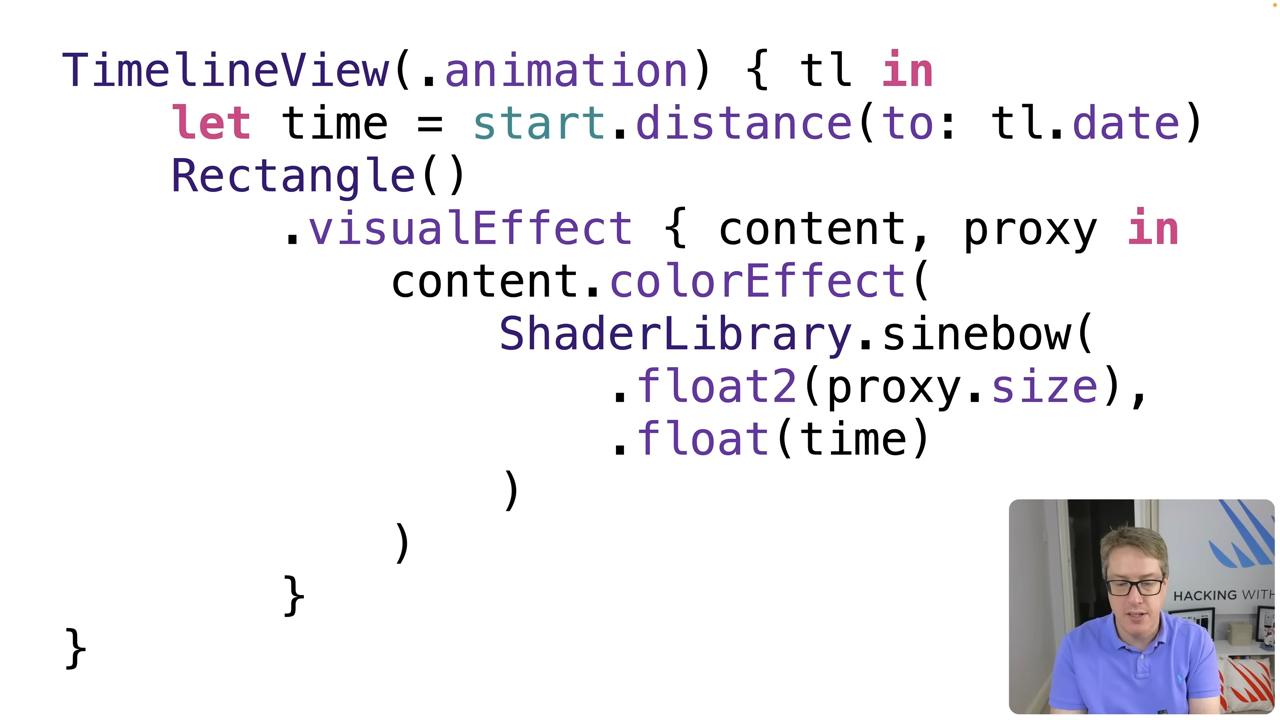 TimelineView(.animation) { tl in
    let time = start.distance(to: tl.date)
    Rectangle()
        .visualEffect { content, proxy in
            content.colorEffect(
                ShaderLibrary.sinebow(
                    .float2(proxy.size),
                    .float(time)
                )
            )
        }
}
HACKING WITH